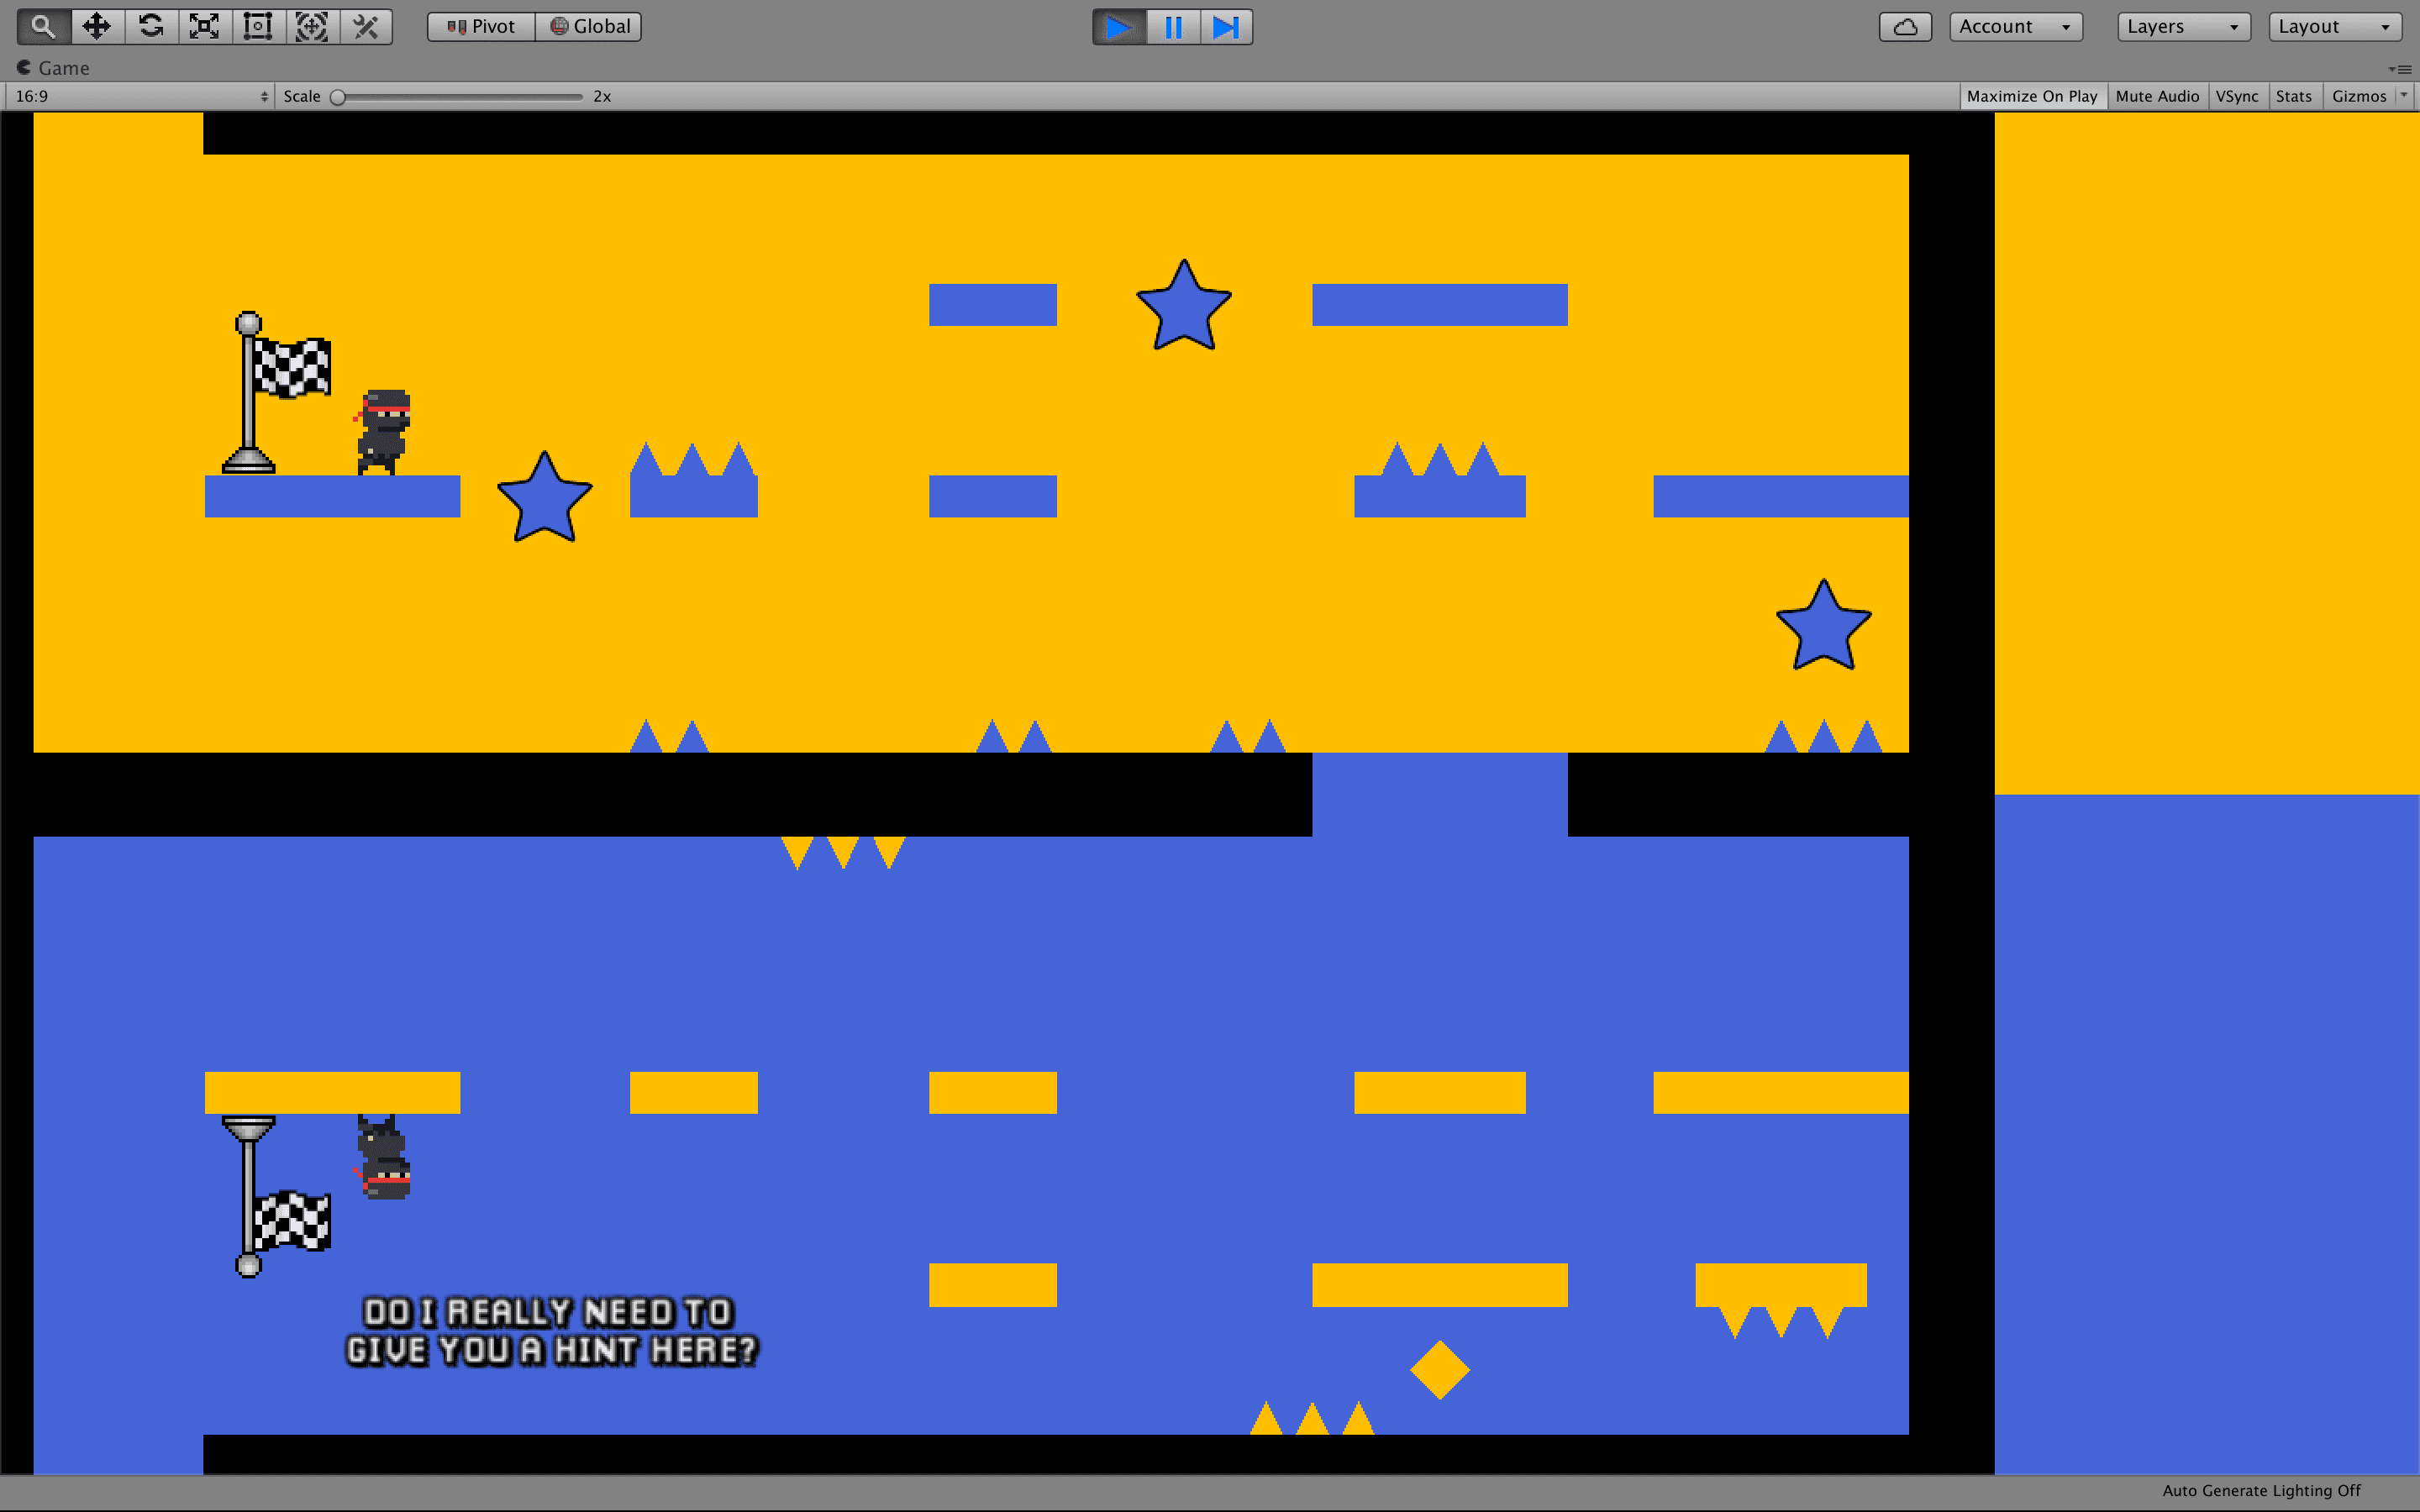 Pivot Global Account Layers Layout
Game
16:9 Scale 2x Maximize On Play Mute Audio VSync Stats Gizmos
DO I REALLY NEED TO
GIVE YOU A HINT HERE?
Auto Generate Lighting Off